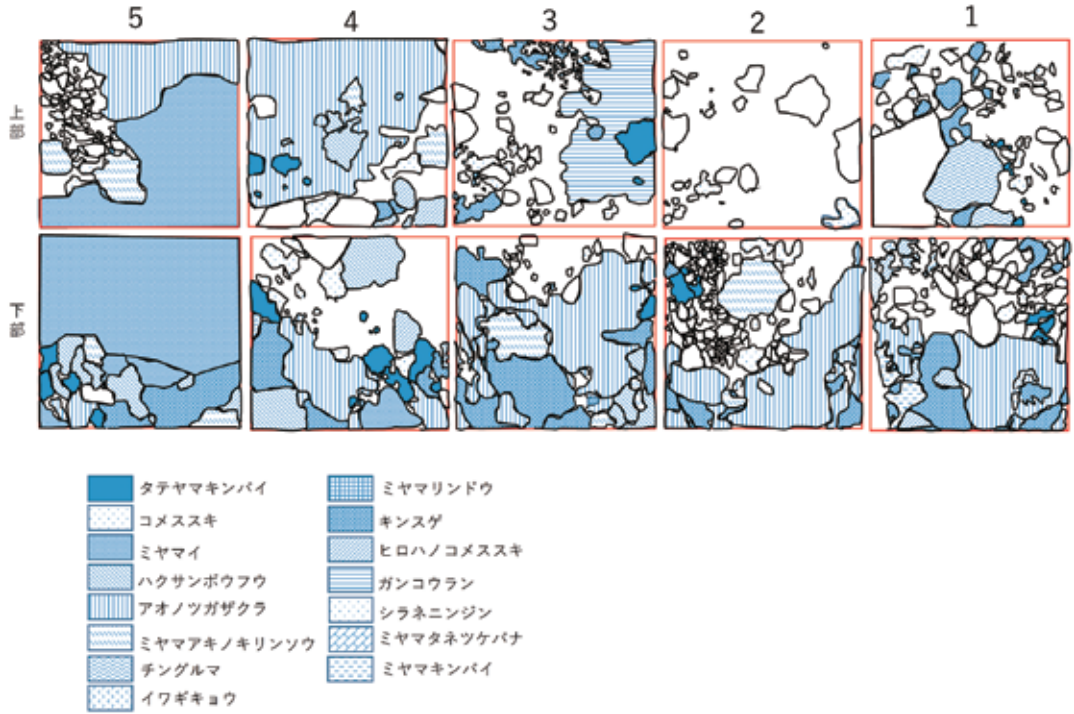 5 4 3 2 1
上部
下部
タテヤマキンバイ
コメススキ
ミヤマイ
ハクサンボウフウ
アオノツガザクラ
ミヤマアキノキリンソウ
チングルマ
イワギキョウ
ミヤマリンドウ
キンスゲ
ヒロハノコメススキ
ガンコウラン
シラネニンジン
ミヤマタネツケバナ
ミヤマキンバイ